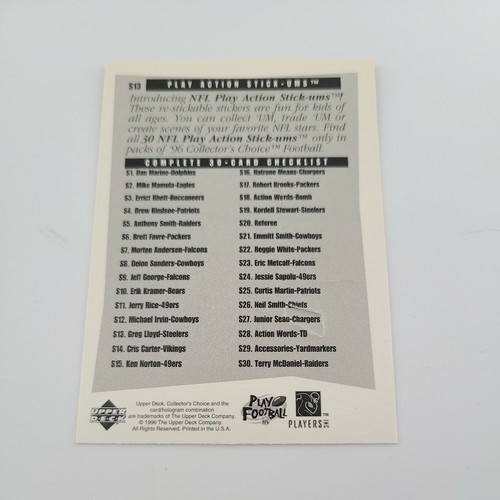 S13 PLAY ACTION STICK-UMS™
Introducing NFL Play Action Stick-ums™!
These re-stickable stickers are fun for kids of
all ages. You can collect 'UM, trade 'UM or
create scenes of your favorite NFL stars. Find
all 30 NFL Play Action Stick-ums™ only in
packs of '96 Collector's Choice™ Football.
COMPLETE 30-CARD CHECKLIST
S1. Dan Marino-Dolphins
S2. Mike Mamula-Eagles
S3. Errict Rhett-Buccaneers
S4. Drew Bledsoe-Patriots
S5. Anthony Smith-Raiders
S6. Brett Favre-Packers
S7. Morten Andersen-Falcons
S8. Deion Sanders-Cowboys
S9. Jeff George-Falcons
S10. Erik Kramer-Bears
S11. Jerry Rice-49ers
S12. Michael Irvin-Cowboys
S13. Greg Lloyd-Steelers
S14. Cris Carter-Vikings
S15. Ken Norton-49ers
S16. Natrone Means-Chargers
S17. Robert Brooks-Packers
S18. Action Words-Bomb
S19. Kordell Stewart-Steelers
S20. Referee
S21. Emmitt Smith-Cowboys
S22. Reggie White-Packers
S23. Eric Metcalf-Falcons
S24. Jessie Sapolu-49ers
S25. Curtis Martin-Patriots
S26. Neil Smith-Chiefs
S27. Junior Seau-Chargers
S28. Action Words-TD
S29. Accessories-Yardmarkers
S30. Terry McDaniel-Raiders
UPPER DECK
Upper Deck, Collector's Choice and the
card/hologram combination
are trademarks of The Upper Deck Company.
© 1996 The Upper Deck Company.
All Rights Reserved. Printed in the U.S.A.
PLAY
FOOTBALL
NFL
PLAYERS INC
™